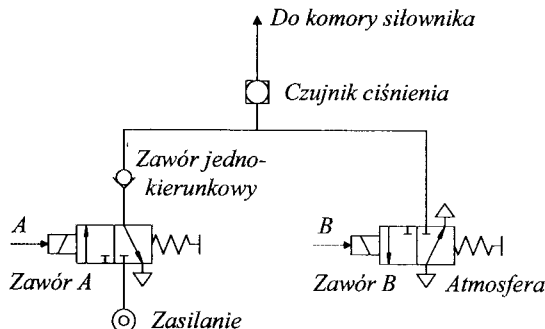 Do komory siłownika
Czujnik ciśnienia
Zawór jedno-
kierunkowy
A
B
Zawór A
Zawór B
Atmosfera
Zasilanie